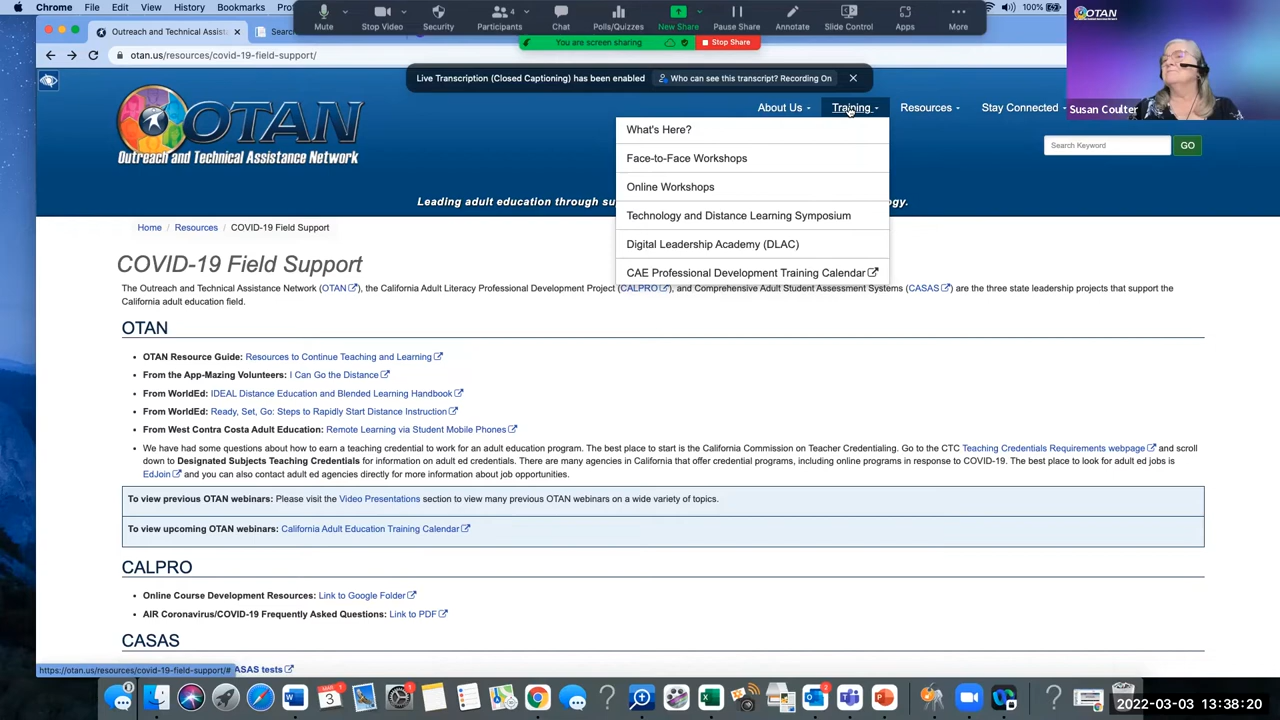 Chrome File Edit View History Bookmarks Prof
100%
Mute Stop Video Security Participants 4 Chat Polls/Quizzes New Share Pause Share Annotate Slide Control Apps More
You are screen sharing Stop Share
OTAN
Outreach and Technical Assista × Sear
otan.us/resources/covid-19-field-support/
Live Transcription (Closed Captioning) has been enabled Who can see this transcript? Recording On
Susan Coulter
About Us Training Resources Stay Connected
OTAN
Outreach and Technical Assistance Network
Search Keyword GO
What's Here?
Face-to-Face Workshops
Online Workshops
Technology and Distance Learning Symposium
Digital Leadership Academy (DLAC)
CAE Professional Development Training Calendar
Leading adult education through su gy.
Home Resources COVID-19 Field Support
COVID-19 Field Support
The Outreach and Technical Assistance Network (OTAN), the California Adult Literacy Professional Development Project (CALPRO), and Comprehensive Adult Student Assessment Systems (CASAS) are the three state leadership projects that support the
California adult education field.
OTAN
• OTAN Resource Guide: Resources to Continue Teaching and Learning
• From the App-Mazing Volunteers: I Can Go the Distance
• From WorldEd: IDEAL Distance Education and Blended Learning Handbook
• From WorldEd: Ready, Set, Go: Steps to Rapidly Start Distance Instruction
• From West Contra Costa Adult Education: Remote Learning via Student Mobile Phones
• We have had some questions about how to earn a teaching credential to work for an adult education program. The best place to start is the California Commission on Teacher Credentialing. Go to the CTC Teaching Credentials Requirements webpage and scroll
down to Designated Subjects Teaching Credentials for information on adult ed credentials. There are many agencies in California that offer credential programs, including online programs in response to COVID-19. The best place to look for adult ed jobs is
EdJoin and you can also contact adult ed agencies directly for more information about job opportunities.
To view previous OTAN webinars: Please visit the Video Presentations section to view many previous OTAN webinars on a wide variety of topics.
To view upcoming OTAN webinars: California Adult Education Training Calendar
CALPRO
• Online Course Development Resources: Link to Google Folder
• AIR Coronavirus/COVID-19 Frequently Asked Questions: Link to PDF
CASAS
https://otan.us/resources/covid-19-field-support/# ASAS tests
2022-03-03 13:38:20